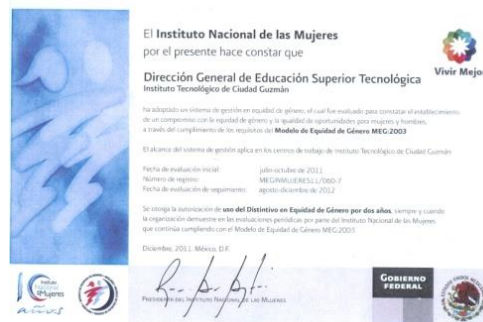 El Instituto Nacional de las Mujeres
por el presente hace constar que
Vivir Mejor
Dirección General de Educación Superior Tecnológica
Instituto Tecnológico de Ciudad Guzmán
ha adoptado un sistema de gestión en equidad de género, el cual fue evaluado para constatar el establecimiento
de un compromiso con la equidad de género y la igualdad de oportunidades para mujeres y hombres,
a través del cumplimiento de los requisitos del Modelo de Equidad de Género MEG:2003
El alcance del sistema de gestión aplica en los centros de trabajo de Instituto Tecnológico de Ciudad Guzmán
Fecha de evaluación inicial: julio-octubre de 2011
Número de registro:
Fecha de evaluación de seguimiento: agosto-diciembre de 2012
Se otorga la autorización de uso del Distintivo en Equidad de Género por dos años, siempre y cuando
la organización demuestre en las evaluaciones periódicas por parte del Instituto Nacional de las Mujeres
que continúa cumpliendo con el Modelo de Equidad de Género MEG:2003
Diciembre, 2011. México, D.F.
Presidenta del Instituto Nacional de las Mujeres
Instituto Nacional de las Mujeres
10 años
GOBIERNO
FEDERAL